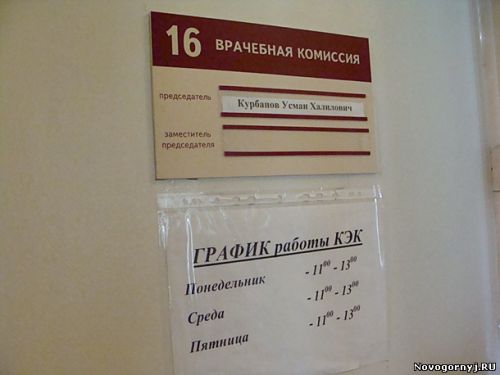 16 ВРАЧЕБНАЯ КОМИССИЯ
председатель
Курбанов Усман Халилович
заместитель
председателя
ГРАФИК работы КЭК
Понедельник - 11⁰⁰ - 13⁰⁰
Среда - 11⁰⁰ - 13⁰⁰
Пятница - 11⁰⁰ - 13⁰⁰
Novogornyj.RU